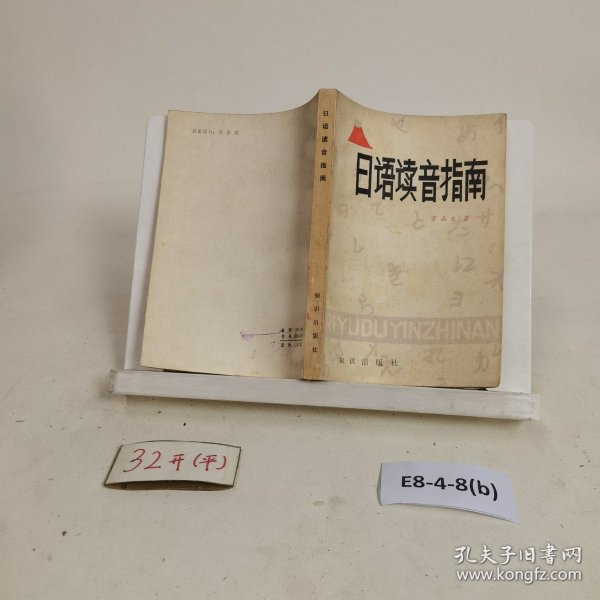 日语读音指南
知识出版社
日语读音指南
RIYUDUYINZHINAN
知识出版社
32开(平)
E8-4-8(b)
孔夫子旧书网
www.kongfz.com